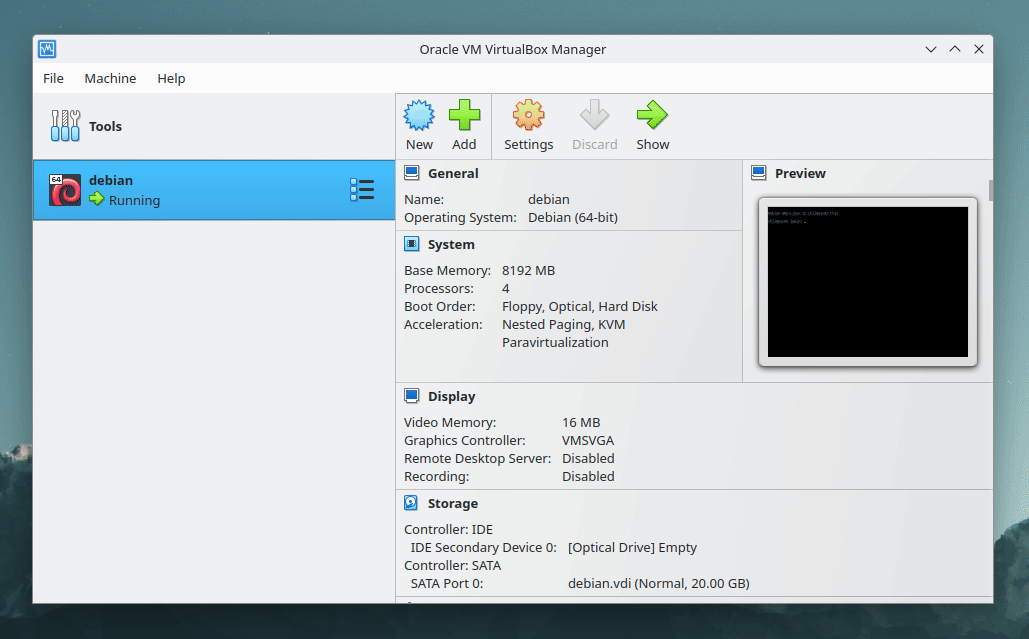 Oracle VM VirtualBox Manager
File Machine Help
Tools
New Add Settings Discard Show
64
debian
Running
General
Name: debian
Operating System: Debian (64-bit)
System
Base Memory: 8192 MB
Processors: 4
Boot Order: Floppy, Optical, Hard Disk
Acceleration: Nested Paging, KVM
Paravirtualization
Preview
Display
Video Memory: 16 MB
Graphics Controller: VMSVGA
Remote Desktop Server: Disabled
Recording: Disabled
Storage
Controller: IDE
IDE Secondary Device 0: [Optical Drive] Empty
Controller: SATA
SATA Port 0: debian.vdi (Normal, 20.00 GB)